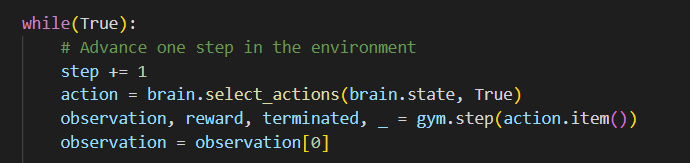 while(True):
    # Advance one step in the environment
    step += 1
    action = brain.select_actions(brain.state, True)
    observation, reward, terminated, _ = gym.step(action.item())
    observation = observation[0]